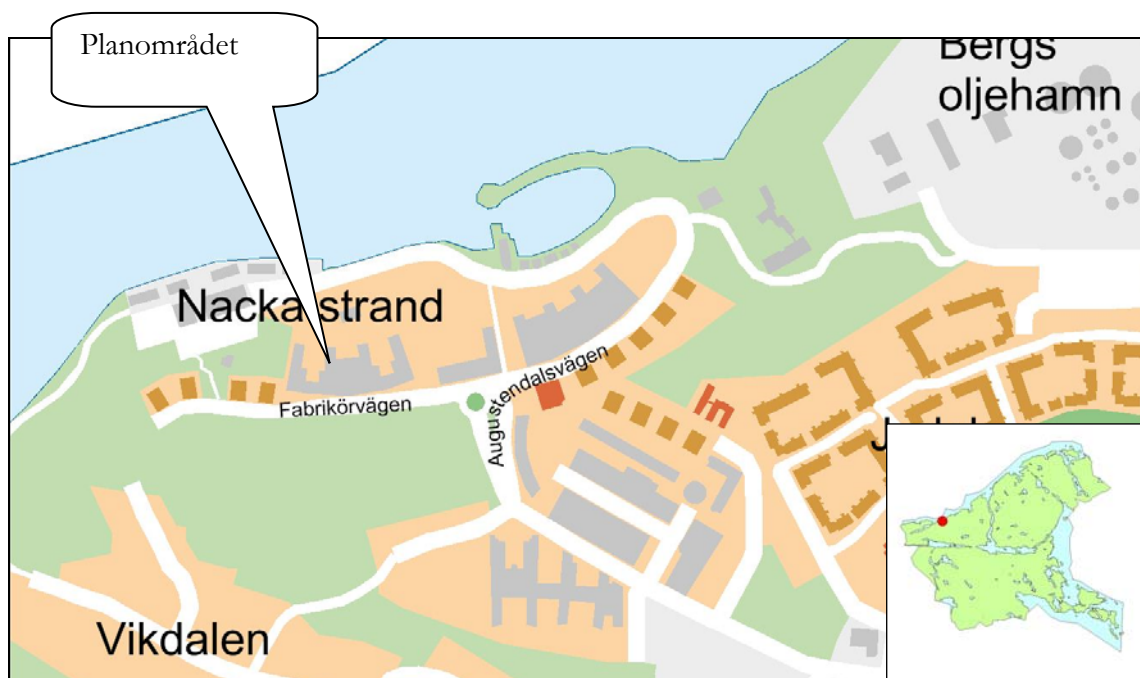 Planområdet
Bergs
oljehamn
Nacka strand
Fabrikörvägen
Augustendalsvägen
Vikdalen